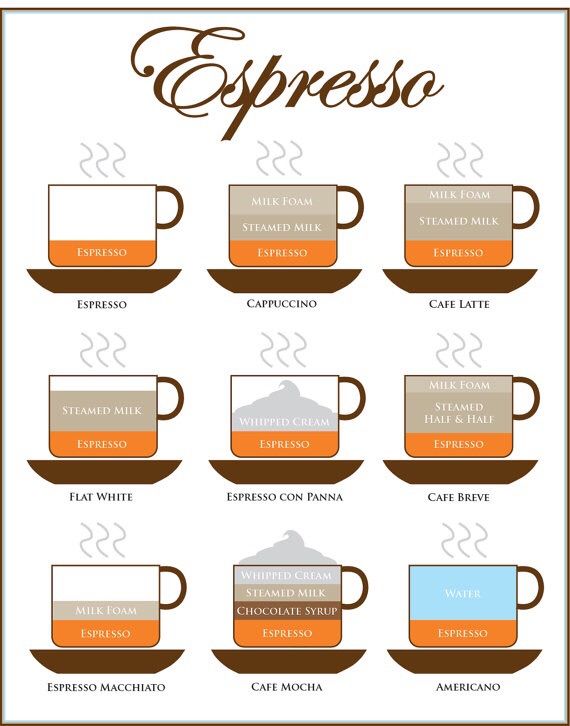 Espresso
Espresso
Espresso
Milk Foam
Steamed Milk
Espresso
Cappuccino
Milk Foam
Steamed Milk
Espresso
Cafe Latte
Steamed Milk
Espresso
Flat White
Whipped Cream
Espresso
Espresso con Panna
Milk Foam
Steamed
Half & Half
Espresso
Cafe Breve
Milk Foam
Espresso
Espresso Macchiato
Whipped Cream
Steamed Milk
Chocolate Syrup
Espresso
Cafe Mocha
Water
Espresso
Americano